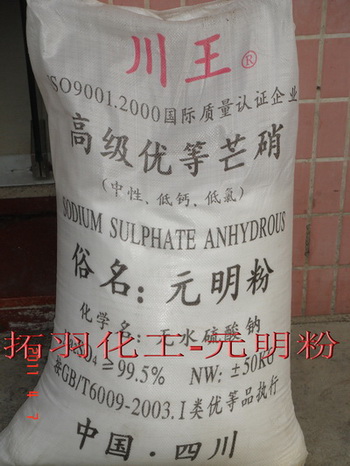 川王®
ISO9001.2000国际质量认证企业
高级优等芒硝
(中性、低钙、低氯)
SODIUM SULPHATE ANHYDROUS
俗名：元明粉
化学名：无水硫酸钠
拓羽化工-元明粉
SO₄≥99.5% NW: ±50KG
GB/T6009-2003.I类优等品执行
中国·四川